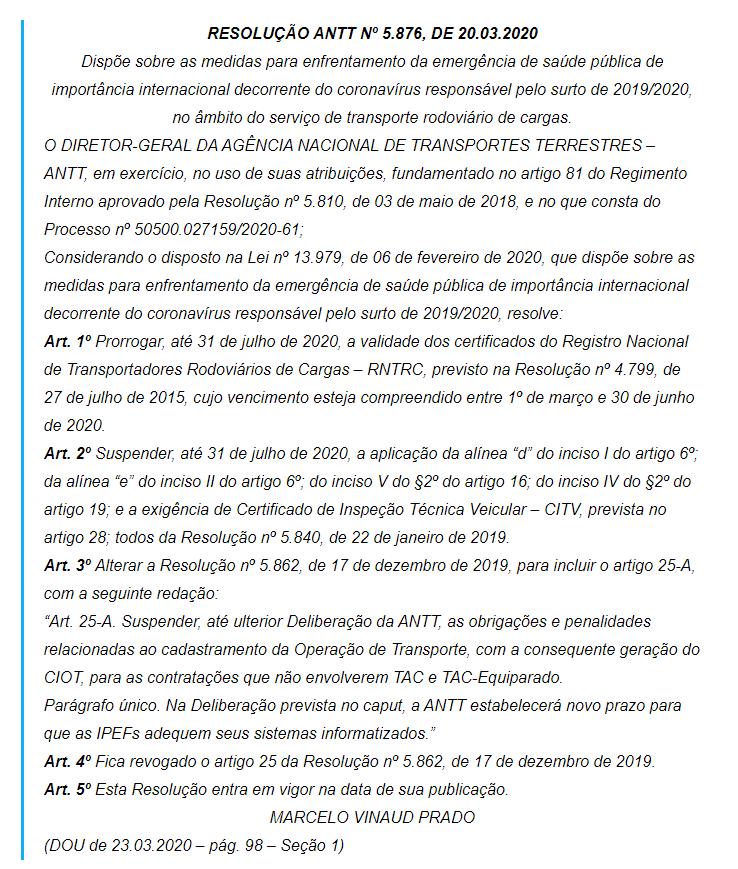 RESOLUÇÃO ANTT Nº 5.876, DE 20.03.2020
Dispõe sobre as medidas para enfrentamento da emergência de saúde pública de
importância internacional decorrente do coronavírus responsável pelo surto de 2019/2020,
no âmbito do serviço de transporte rodoviário de cargas.
O DIRETOR-GERAL DA AGÊNCIA NACIONAL DE TRANSPORTES TERRESTRES –
ANTT, em exercício, no uso de suas atribuições, fundamentado no artigo 81 do Regimento
Interno aprovado pela Resolução nº 5.810, de 03 de maio de 2018, e no que consta do
Processo nº 50500.027159/2020-61;
Considerando o disposto na Lei nº 13.979, de 06 de fevereiro de 2020, que dispõe sobre as
medidas para enfrentamento da emergência de saúde pública de importância internacional
decorrente do coronavírus responsável pelo surto de 2019/2020, resolve:
Art. 1º Prorrogar, até 31 de julho de 2020, a validade dos certificados do Registro Nacional
de Transportadores Rodoviários de Cargas – RNTRC, previsto na Resolução nº 4.799, de
27 de julho de 2015, cujo vencimento esteja compreendido entre 1º de março e 30 de junho
de 2020.
Art. 2º Suspender, até 31 de julho de 2020, a aplicação da alínea “d” do inciso I do artigo 6º;
da alínea “e” do inciso II do artigo 6º; do inciso V do §2º do artigo 16; do inciso IV do §2º do
artigo 19; e a exigência de Certificado de Inspeção Técnica Veicular – CITV, prevista no
artigo 28; todos da Resolução nº 5.840, de 22 de janeiro de 2019.
Art. 3º Alterar a Resolução nº 5.862, de 17 de dezembro de 2019, para incluir o artigo 25-A,
com a seguinte redação:
“Art. 25-A. Suspender, até ulterior Deliberação da ANTT, as obrigações e penalidades
relacionadas ao cadastramento da Operação de Transporte, com a consequente geração do
CIOT, para as contratações que não envolverem TAC e TAC-Equiparado.
Parágrafo único. Na Deliberação prevista no caput, a ANTT estabelecerá novo prazo para
que as IPEFs adequem seus sistemas informatizados.”
Art. 4º Fica revogado o artigo 25 da Resolução nº 5.862, de 17 de dezembro de 2019.
Art. 5º Esta Resolução entra em vigor na data de sua publicação.
MARCELO VINAUD PRADO
(DOU de 23.03.2020 – pág. 98 – Seção 1)